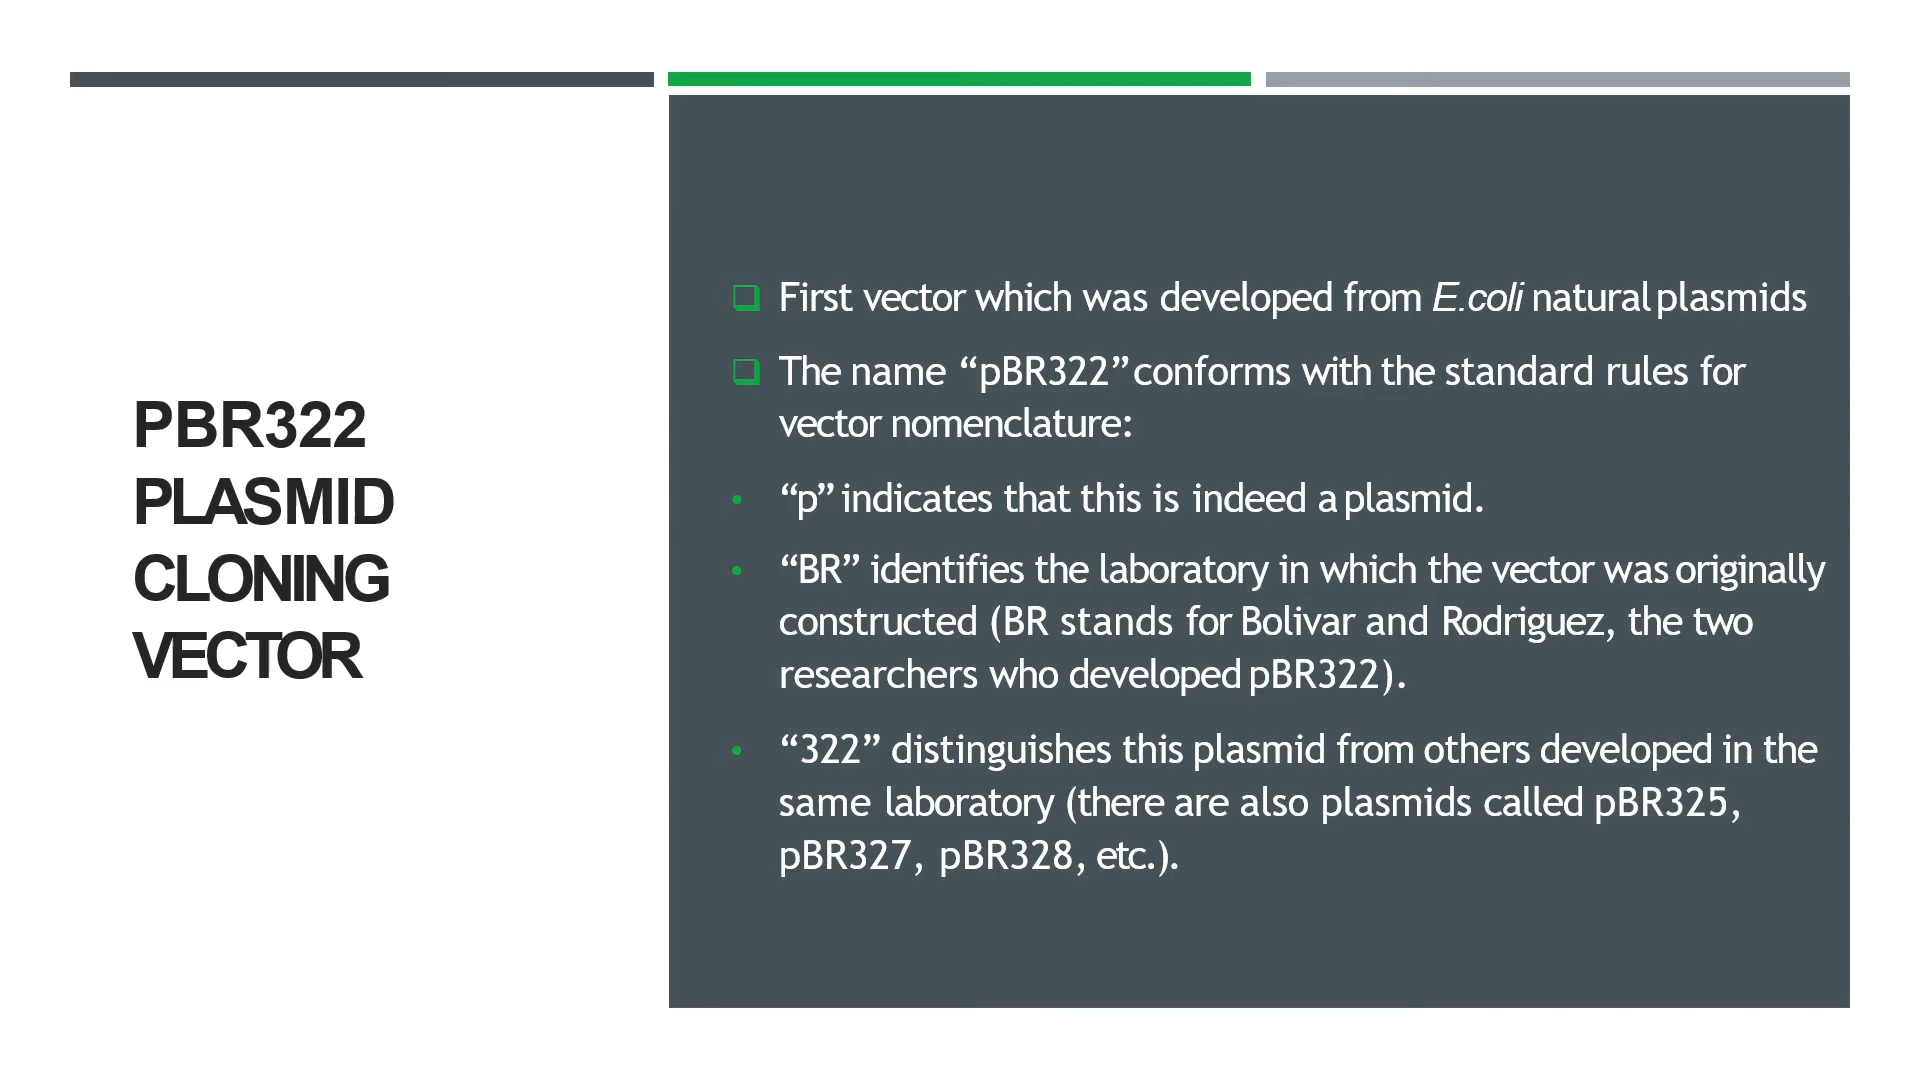 PBR322
PLASMID
CLONING
VECTOR
First vector which was developed from E.coli natural plasmids
The name “pBR322” conforms with the standard rules for
vector nomenclature:
“p” indicates that this is indeed a plasmid.
“BR” identifies the laboratory in which the vector was originally
constructed (BR stands for Bolivar and Rodriguez, the two
researchers who developed pBR322).
“322” distinguishes this plasmid from others developed in the
same laboratory (there are also plasmids called pBR325,
pBR327, pBR328, etc.).